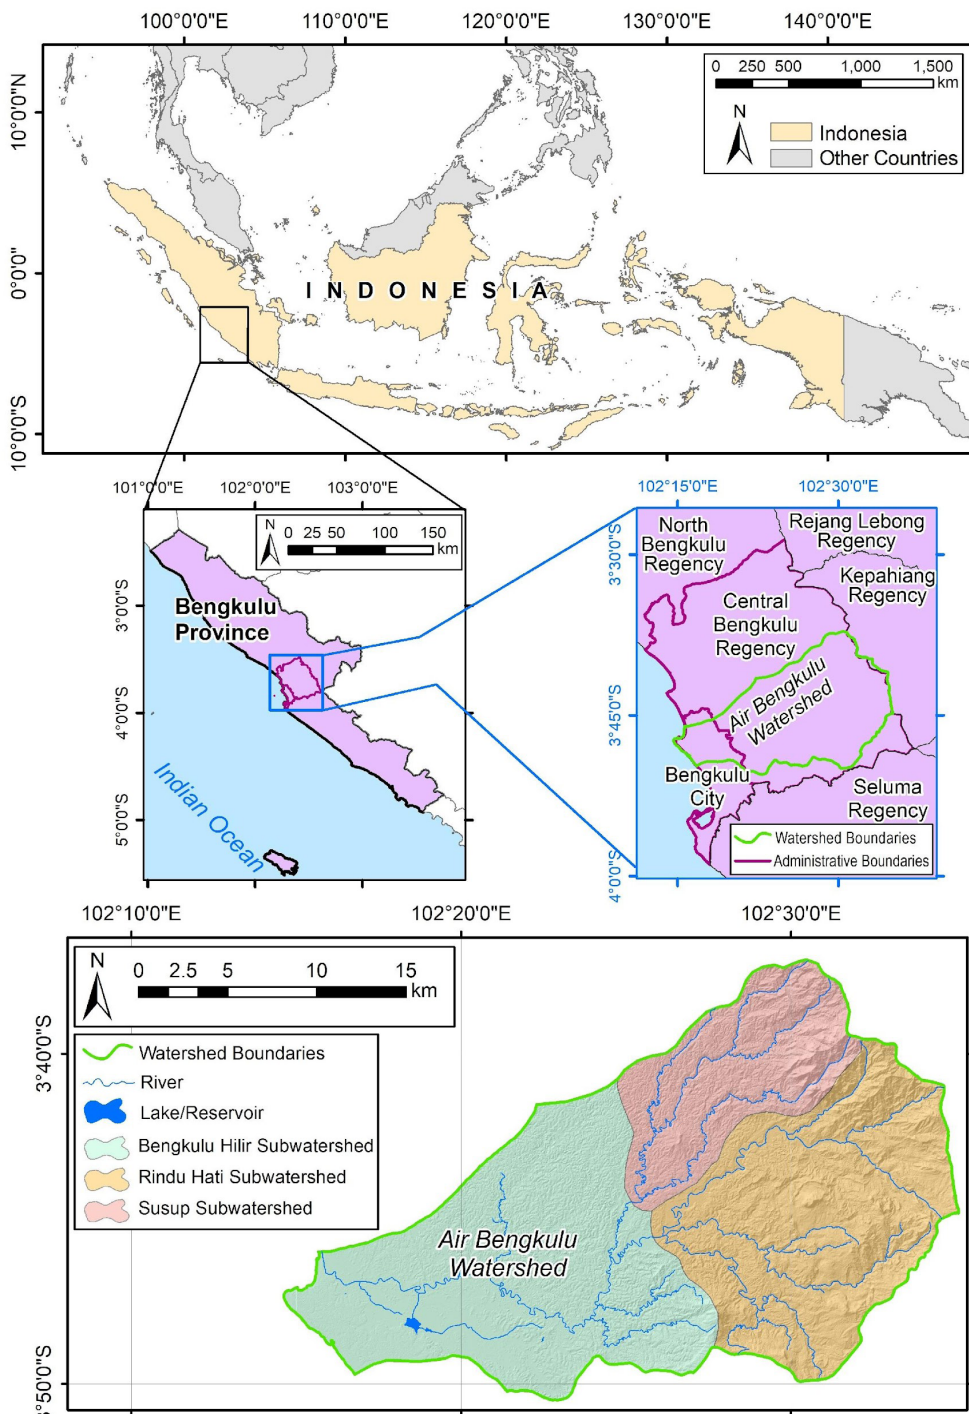 100°0'0"E 110°0'0"E 120°0'0"E 130°0'0"E 140°0'0"E
0 250 500 1,000 1,500
km
N
Indonesia
Other Countries
10°0'0"N
0°0'0"
10°0'0"S
INDONESIA
101°0'0"E 102°0'0"E 103°0'0"E
N
0 25 50 100 150
km
3°0'0"S
4°0'0"S
5°0'0"S
Bengkulu
Province
Indian Ocean
102°15'0"E 102°30'0"E
3°30'0"S
3°45'0"S
4°0'0"S
North
Bengkulu
Regency
Rejang Lebong
Regency
Kepahiang
Regency
Central
Bengkulu
Regency
Air Bengkulu
Watershed
Bengkulu
City
Seluma
Regency
Watershed Boundaries
Administrative Boundaries
102°10'0"E 102°20'0"E 102°30'0"E
N
0 2.5 5 10 15
km
3°40'0"S
3°50'0"S
Watershed Boundaries
River
Lake/Reservoir
Bengkulu Hilir Subwatershed
Rindu Hati Subwatershed
Susup Subwatershed
Air Bengkulu
Watershed